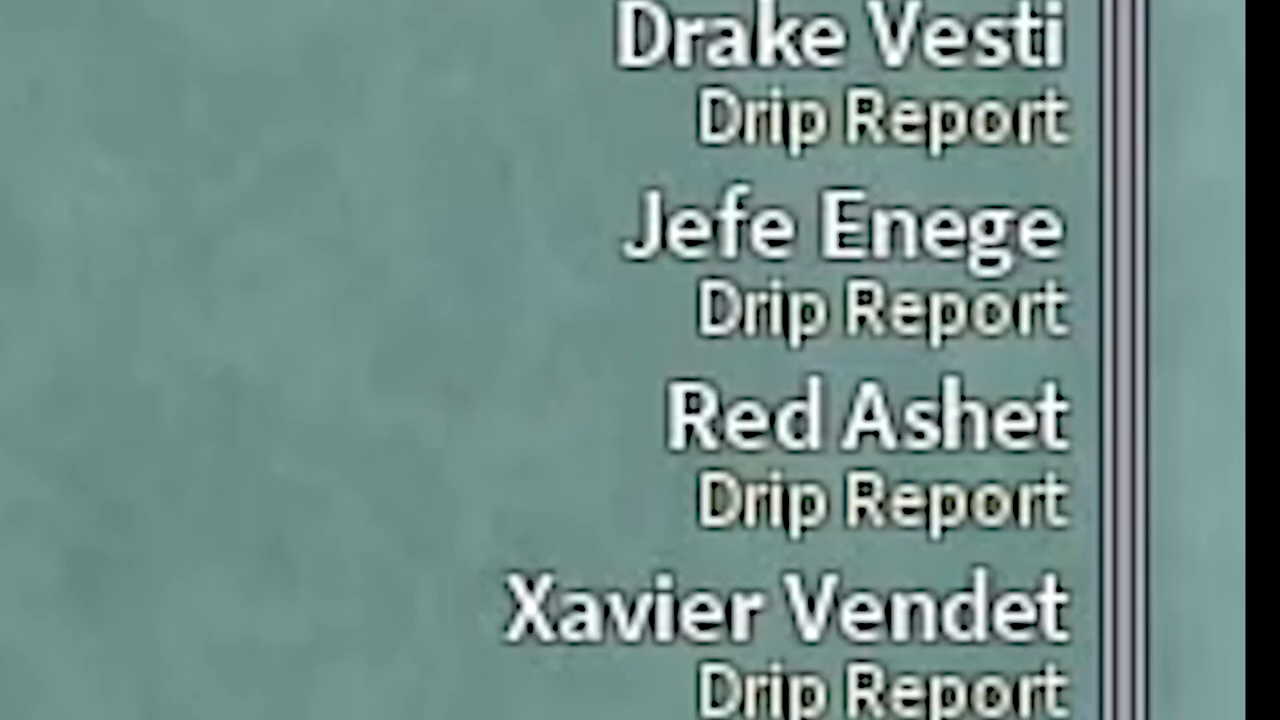 Drake Vesti
Drip Report
Jefe Enege
Drip Report
Red Ashet
Drip Report
Xavier Vendet
Drip Report